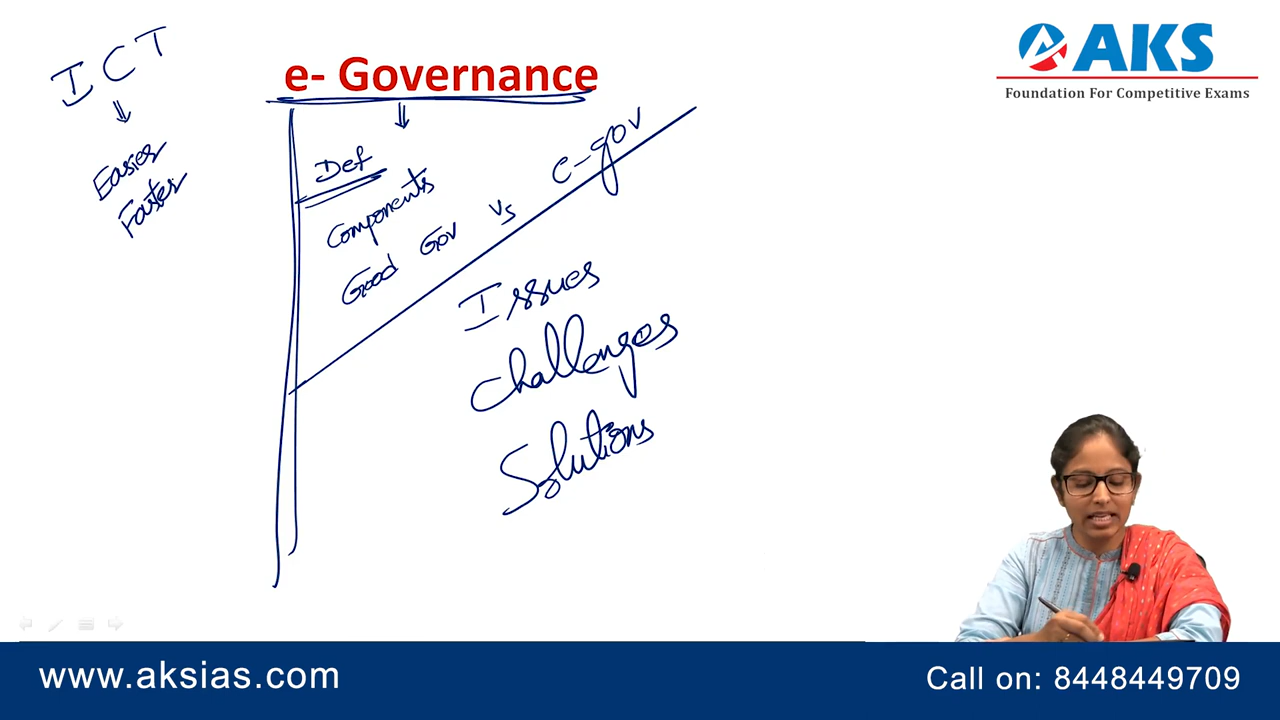 ICT
Easier
Faster
e- Governance
Def
Components
Good Gov vs e-gov
Issues
Challenges
Solutions
AKS
Foundation For Competitive Exams
www.aksias.com
Call on: 8448449709